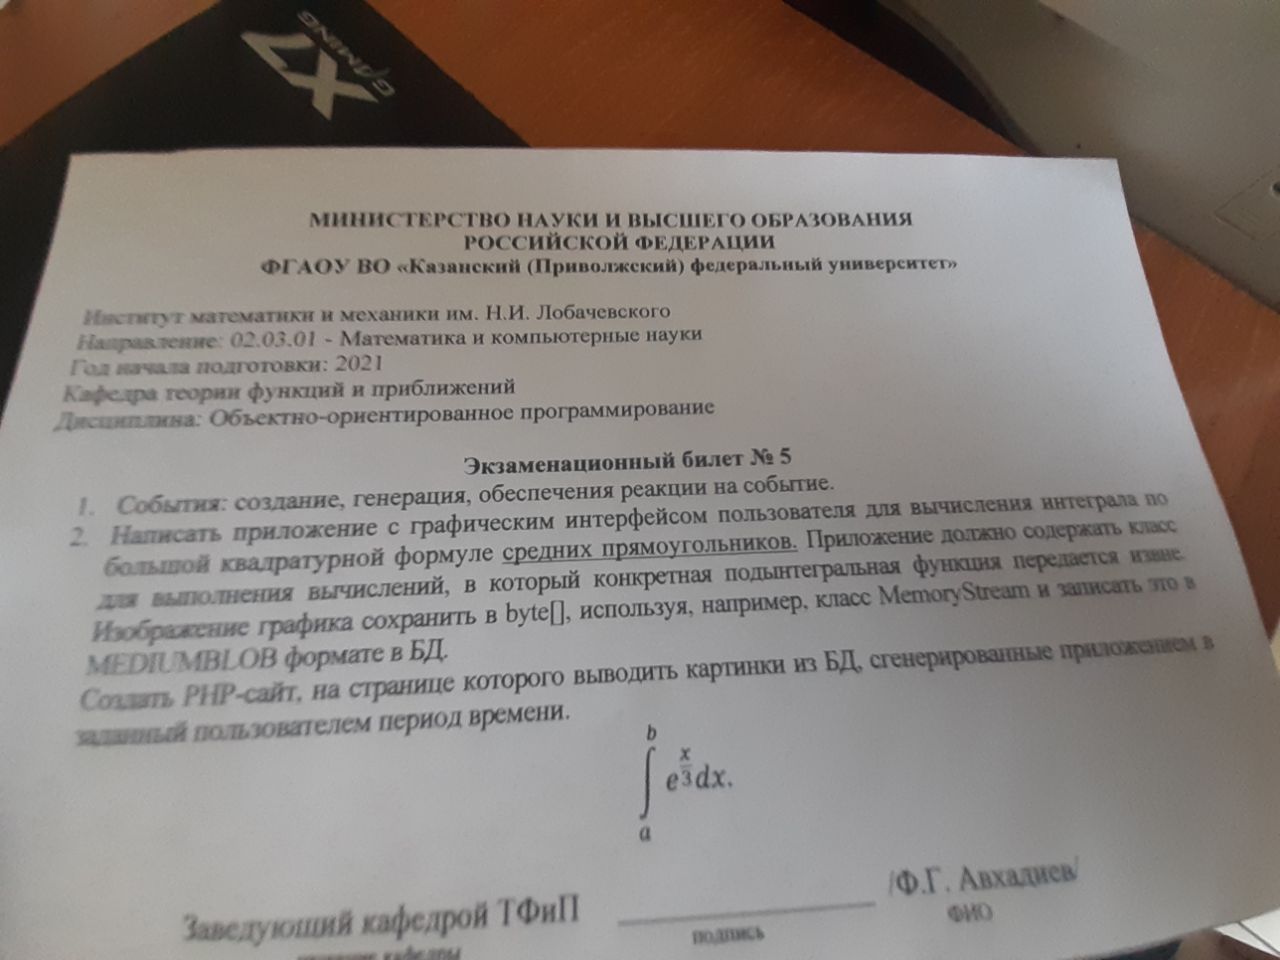 X7
GAMING
МИНИСТЕРСТВО НАУКИ И ВЫСШЕГО ОБРАЗОВАНИЯ
РОССИЙСКОЙ ФЕДЕРАЦИИ
ФГАОУ ВО «Казанский (Приволжский) федеральный университет»
Институт математики и механики им. Н.И. Лобачевского
Направление: 02.03.01 - Математика и компьютерные науки
Год начала подготовки: 2021
Кафедра теории функций и приближений
Дисциплина: Объектно-ориентированное программирование
Экзаменационный билет № 5
1. События: создание, генерация, обеспечения реакции на событие.
2. Написать приложение с графическим интерфейсом пользователя для вычисления интеграла по
большой квадратурной формуле средних прямоугольников. Приложение должно содержать класс
для выполнения вычислений, в который конкретная подынтегральная функция передается извне.
Изображение графика сохранить в byte[], используя, например, класс MemoryStream и записать это в
MEDIUMBLOB формате в БД.
Создать PHP-сайт, на странице которого выводить картинки из БД, сгенерированные приложением в
заданный пользователем период времени.
∫ₐᵇ e^(x/3) dx.
Заведующий кафедрой ТФиП ____________ /Ф.Г. Авхадиев/
кафедры подпись ФИО